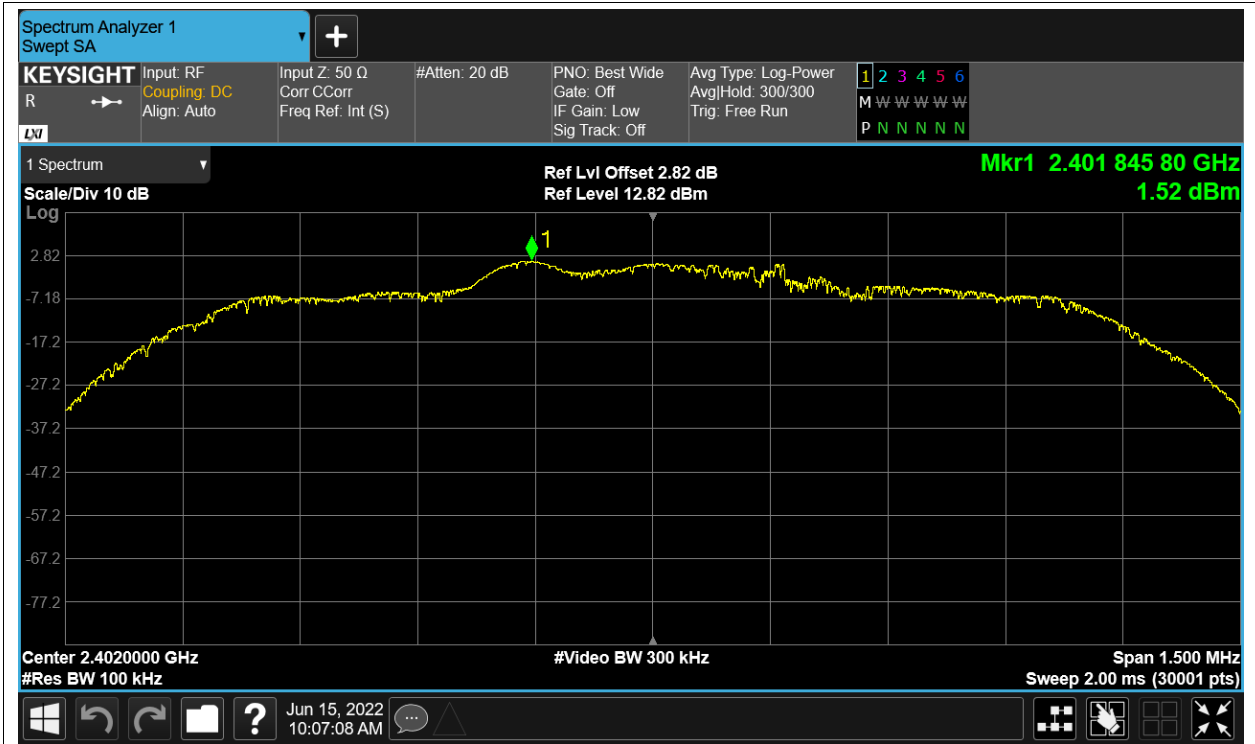 Spectrum Analyzer 1
Swept SA
KEYSIGHT
R
LXI
Input: RF
Coupling: DC
Align: Auto
Input Z: 50 Ω
Corr CCorr
Freq Ref: Int (S)
#Atten: 20 dB
PNO: Best Wide
Gate: Off
IF Gain: Low
Sig Track: Off
Avg Type: Log-Power
Avg|Hold: 300/300
Trig: Free Run
1 2 3 4 5 6
M W W W W W
P N N N N N
1 Spectrum
Scale/Div 10 dB
Log
Ref Lvl Offset 2.82 dB
Ref Level 12.82 dBm
Mkr1 2.401 845 80 GHz
1.52 dBm
1
2.82
-7.18
-17.2
-27.2
-37.2
-47.2
-57.2
-67.2
-77.2
Center 2.4020000 GHz
#Video BW 300 kHz
Span 1.500 MHz
#Res BW 100 kHz
Sweep 2.00 ms (30001 pts)
?
Jun 15, 2022
10:07:08 AM